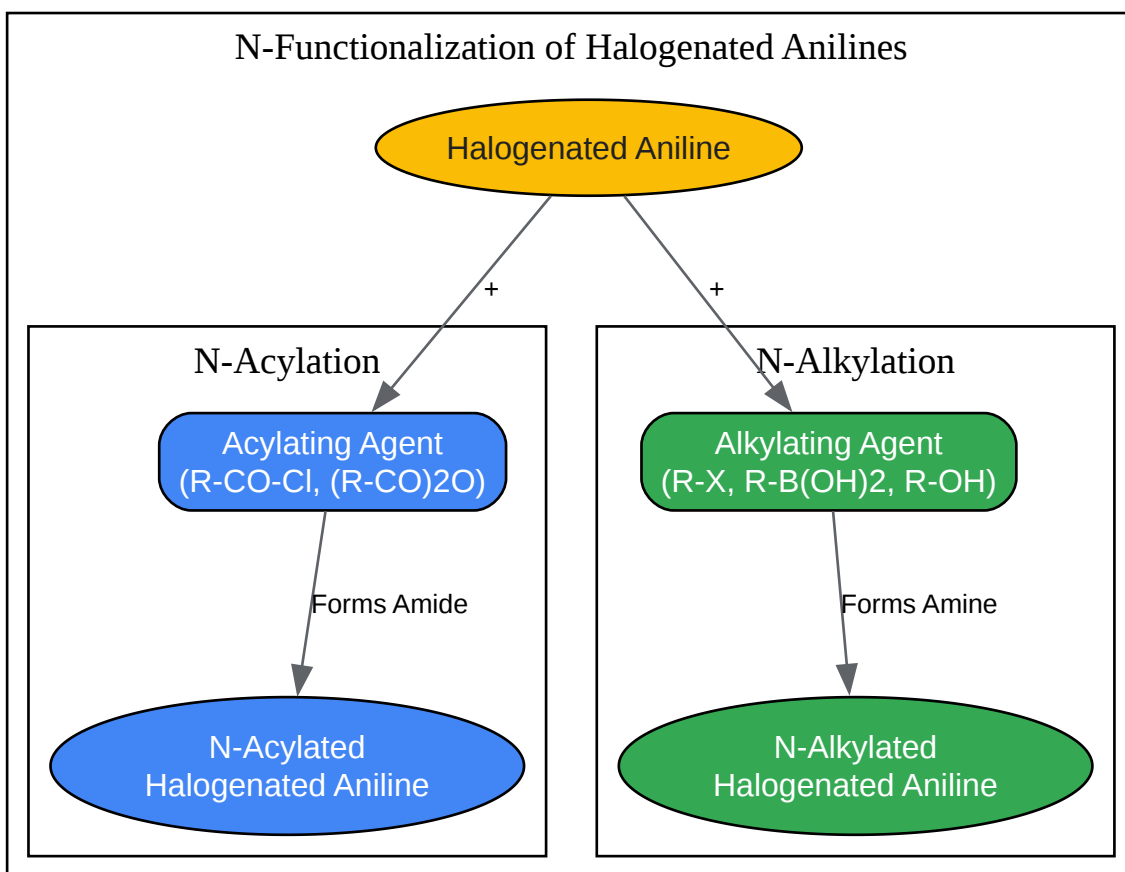 N-Functionalization of Halogenated Anilines
Halogenated Aniline
+
+
N-Acylation
Acylating Agent
(R-CO-Cl, (R-CO)2O)
Forms Amide
N-Acylated
Halogenated Aniline
N-Alkylation
Alkylating Agent
(R-X, R-B(OH)2, R-OH)
Forms Amine
N-Alkylated
Halogenated Aniline